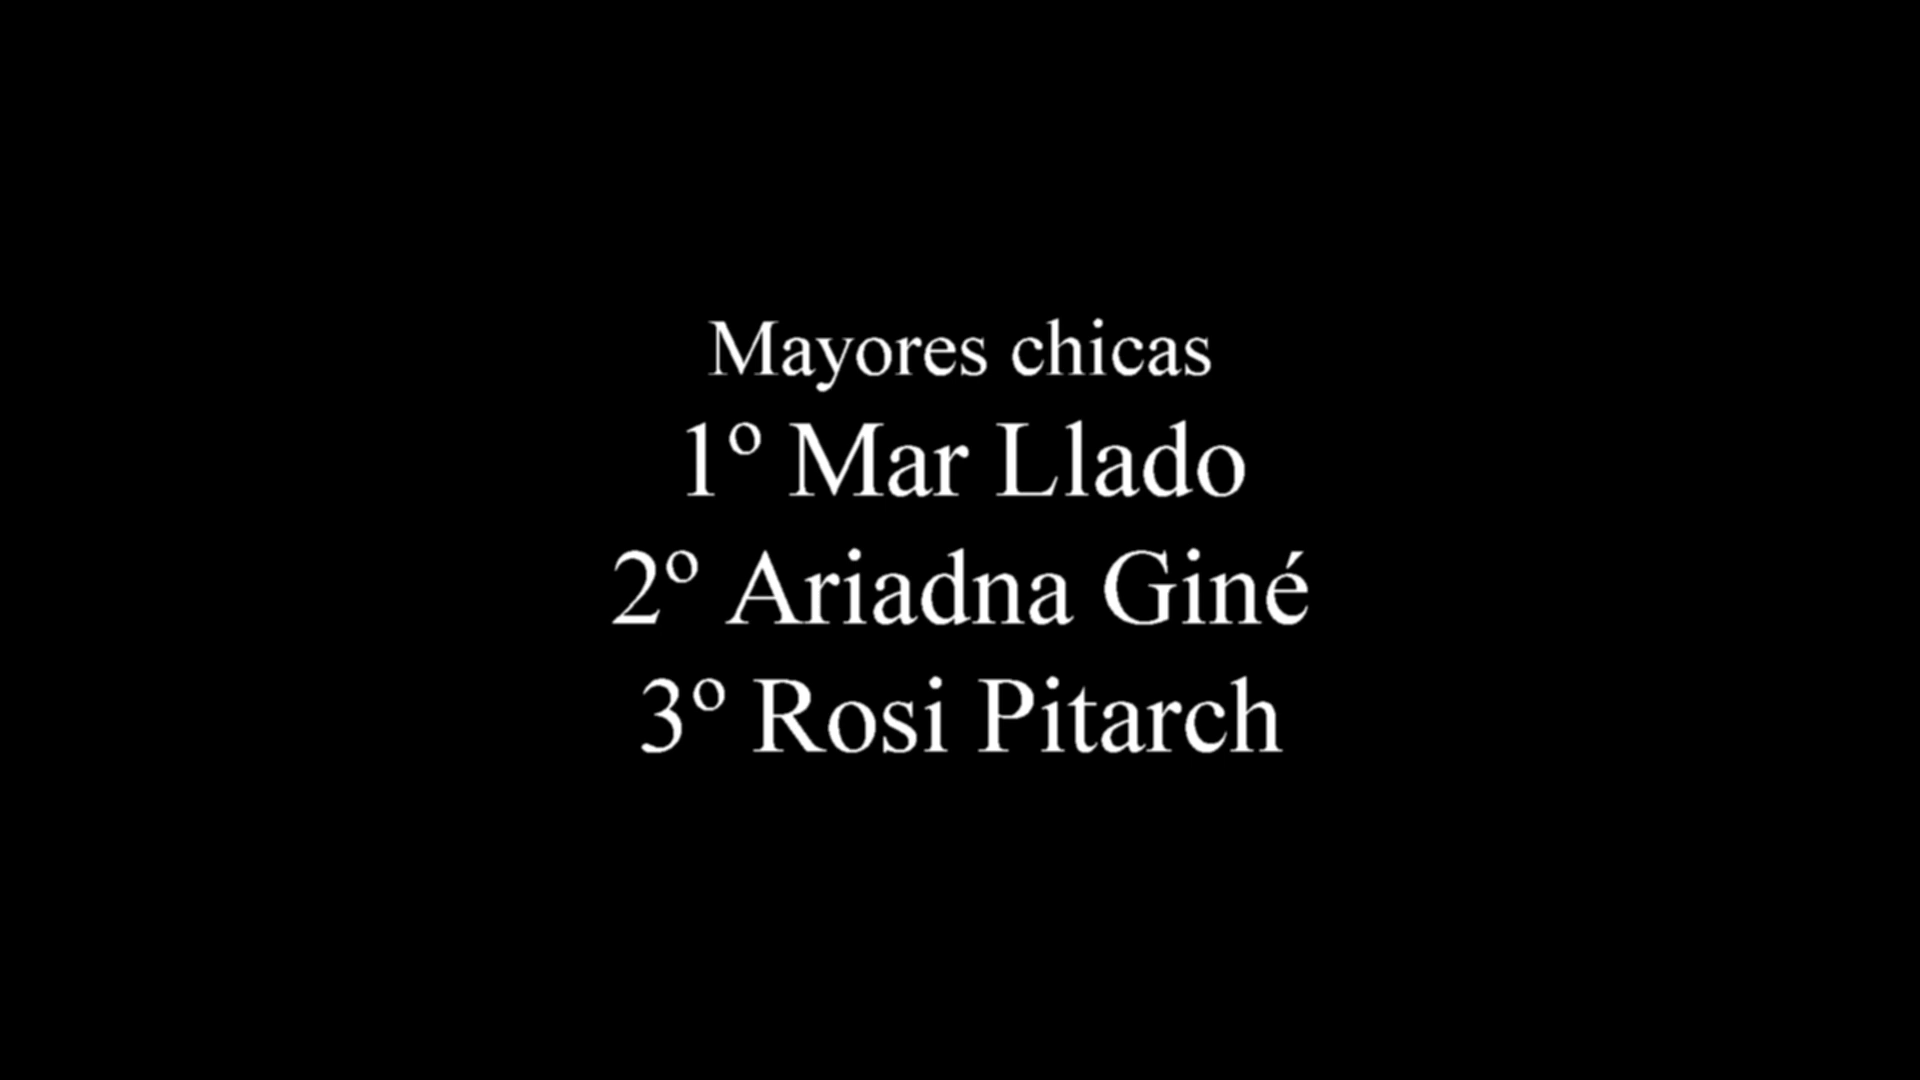 Mayores chicas
1º Mar Llado
2º Ariadna Giné
3º Rosi Pitarch